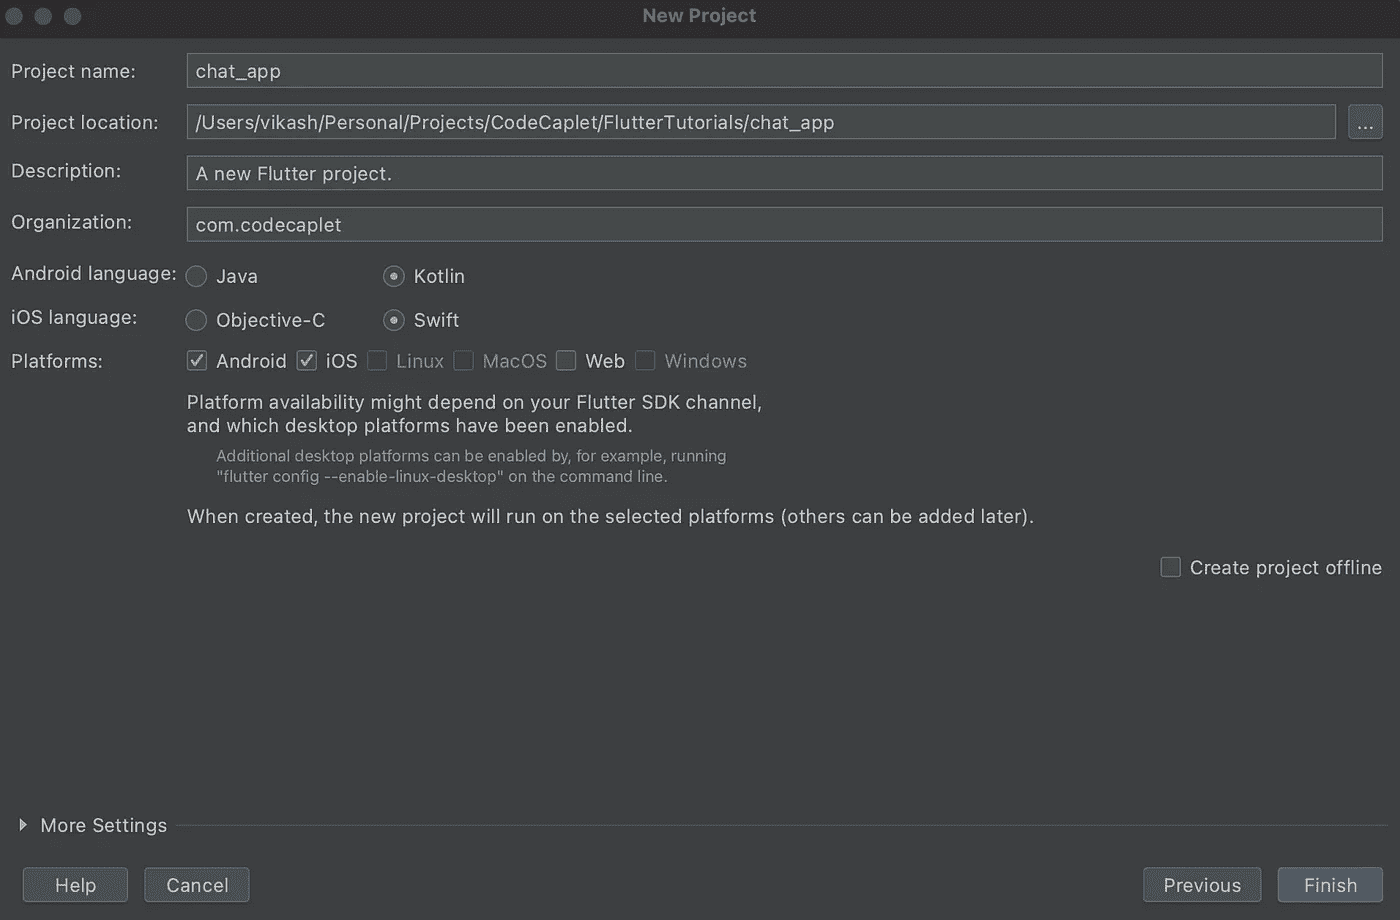 New Project
Project name: chat_app
Project location: /Users/vikash/Personal/Projects/CodeCaplet/FlutterTutorials/chat_app ...
Description: A new Flutter project.
Organization: com.codecaplet
Android language: Java Kotlin
iOS language: Objective-C Swift
Platforms: Android iOS Linux MacOS Web Windows
Platform availability might depend on your Flutter SDK channel,
and which desktop platforms have been enabled.
Additional desktop platforms can be enabled by, for example, running
"flutter config --enable-linux-desktop" on the command line.
When created, the new project will run on the selected platforms (others can be added later).
Create project offline
More Settings
Help Cancel Previous Finish